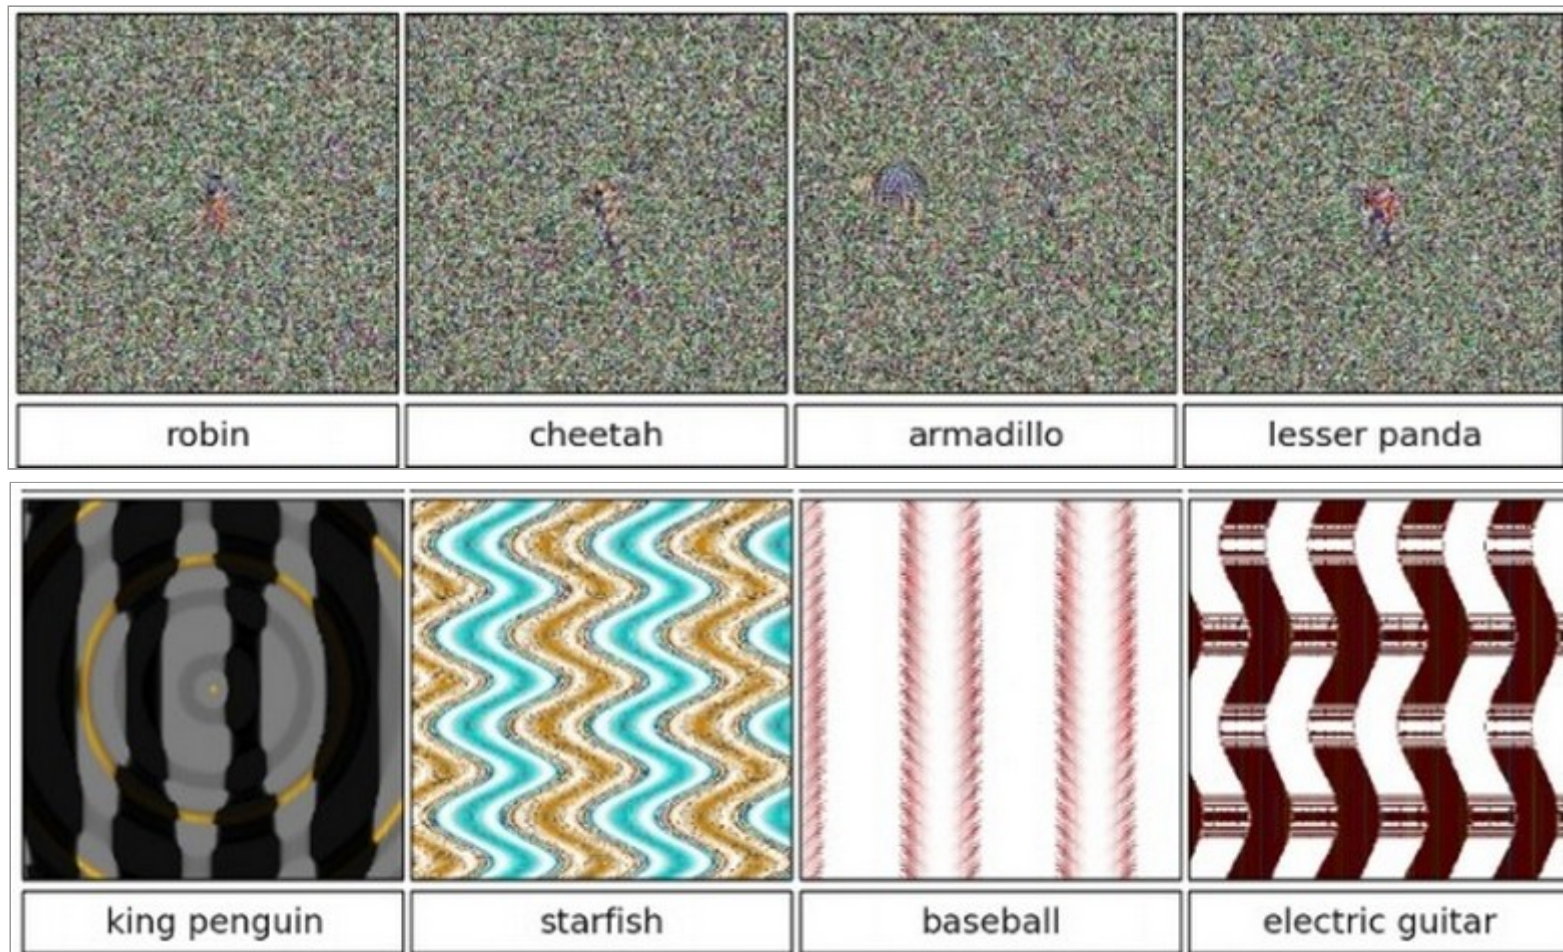 robin
cheetah
armadillo
lesser panda
king penguin
starfish
baseball
electric guitar